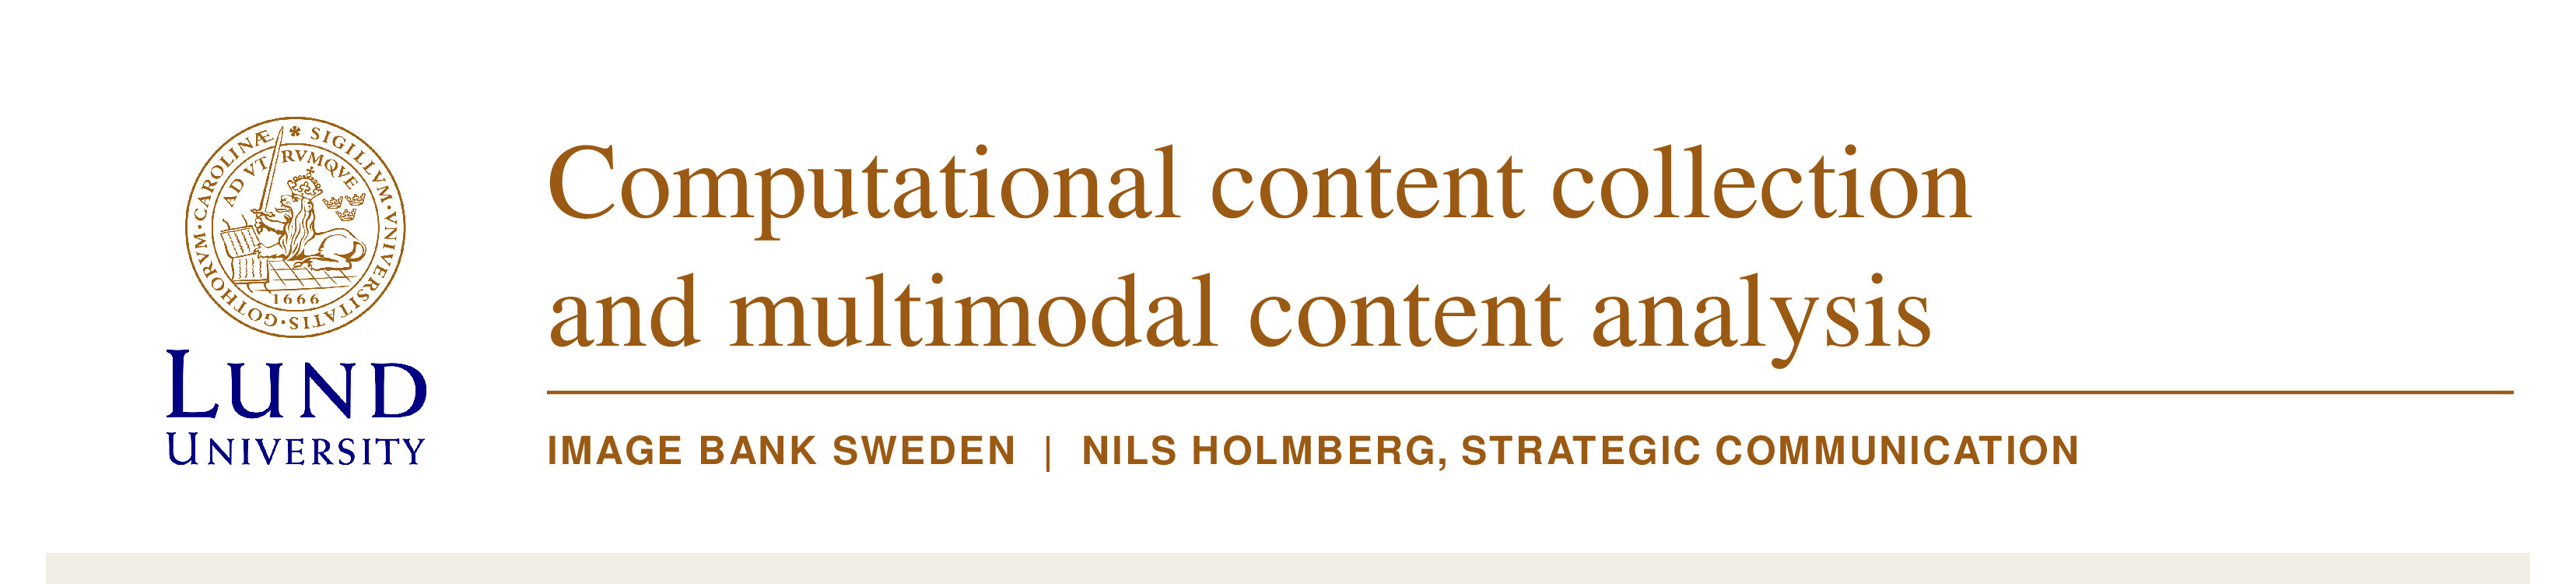 SIGILLVM·VNIVERSITATIS·GOTHORVM·CAROLINÆ
AD VTRVMQVE
1666
LUND
UNIVERSITY
Computational content collection
and multimodal content analysis
IMAGE BANK SWEDEN | NILS HOLMBERG, STRATEGIC COMMUNICATION